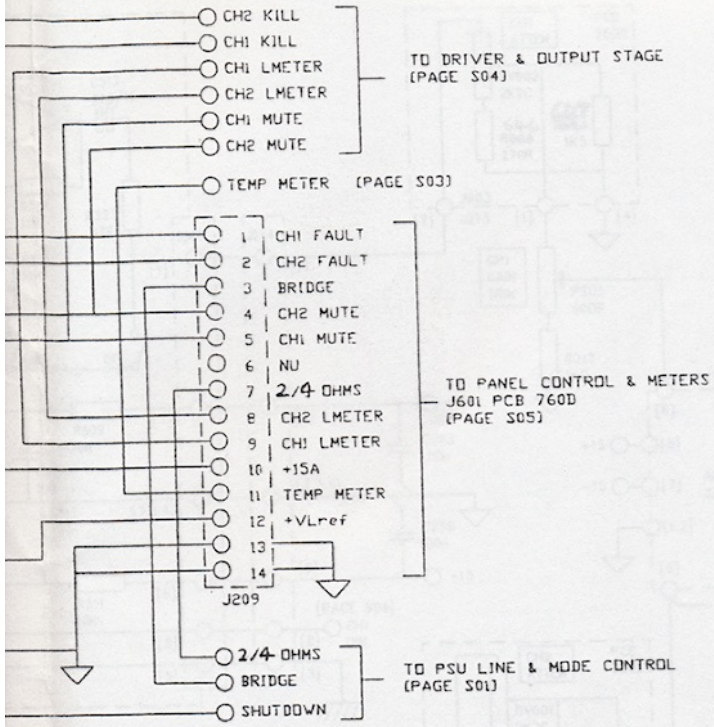 CH2 KILL
CH1 KILL
CH1 LMETER
CH2 LMETER
CH1 MUTE
CH2 MUTE
TO DRIVER & OUTPUT STAGE
(PAGE S04)
TEMP METER (PAGE S03)
1 CH1 FAULT
2 CH2 FAULT
3 BRIDGE
4 CH2 MUTE
5 CH1 MUTE
6 NU
7 2/4 OHMS
8 CH2 LMETER
9 CH1 LMETER
10 +15A
11 TEMP METER
12 +VLref
13
14
J209
TO PANEL CONTROL & METERS
J601 PCB 760D
(PAGE S05)
2/4 OHMS
BRIDGE
SHUTDOWN
TO PSU LINE & MODE CONTROL
(PAGE S01)